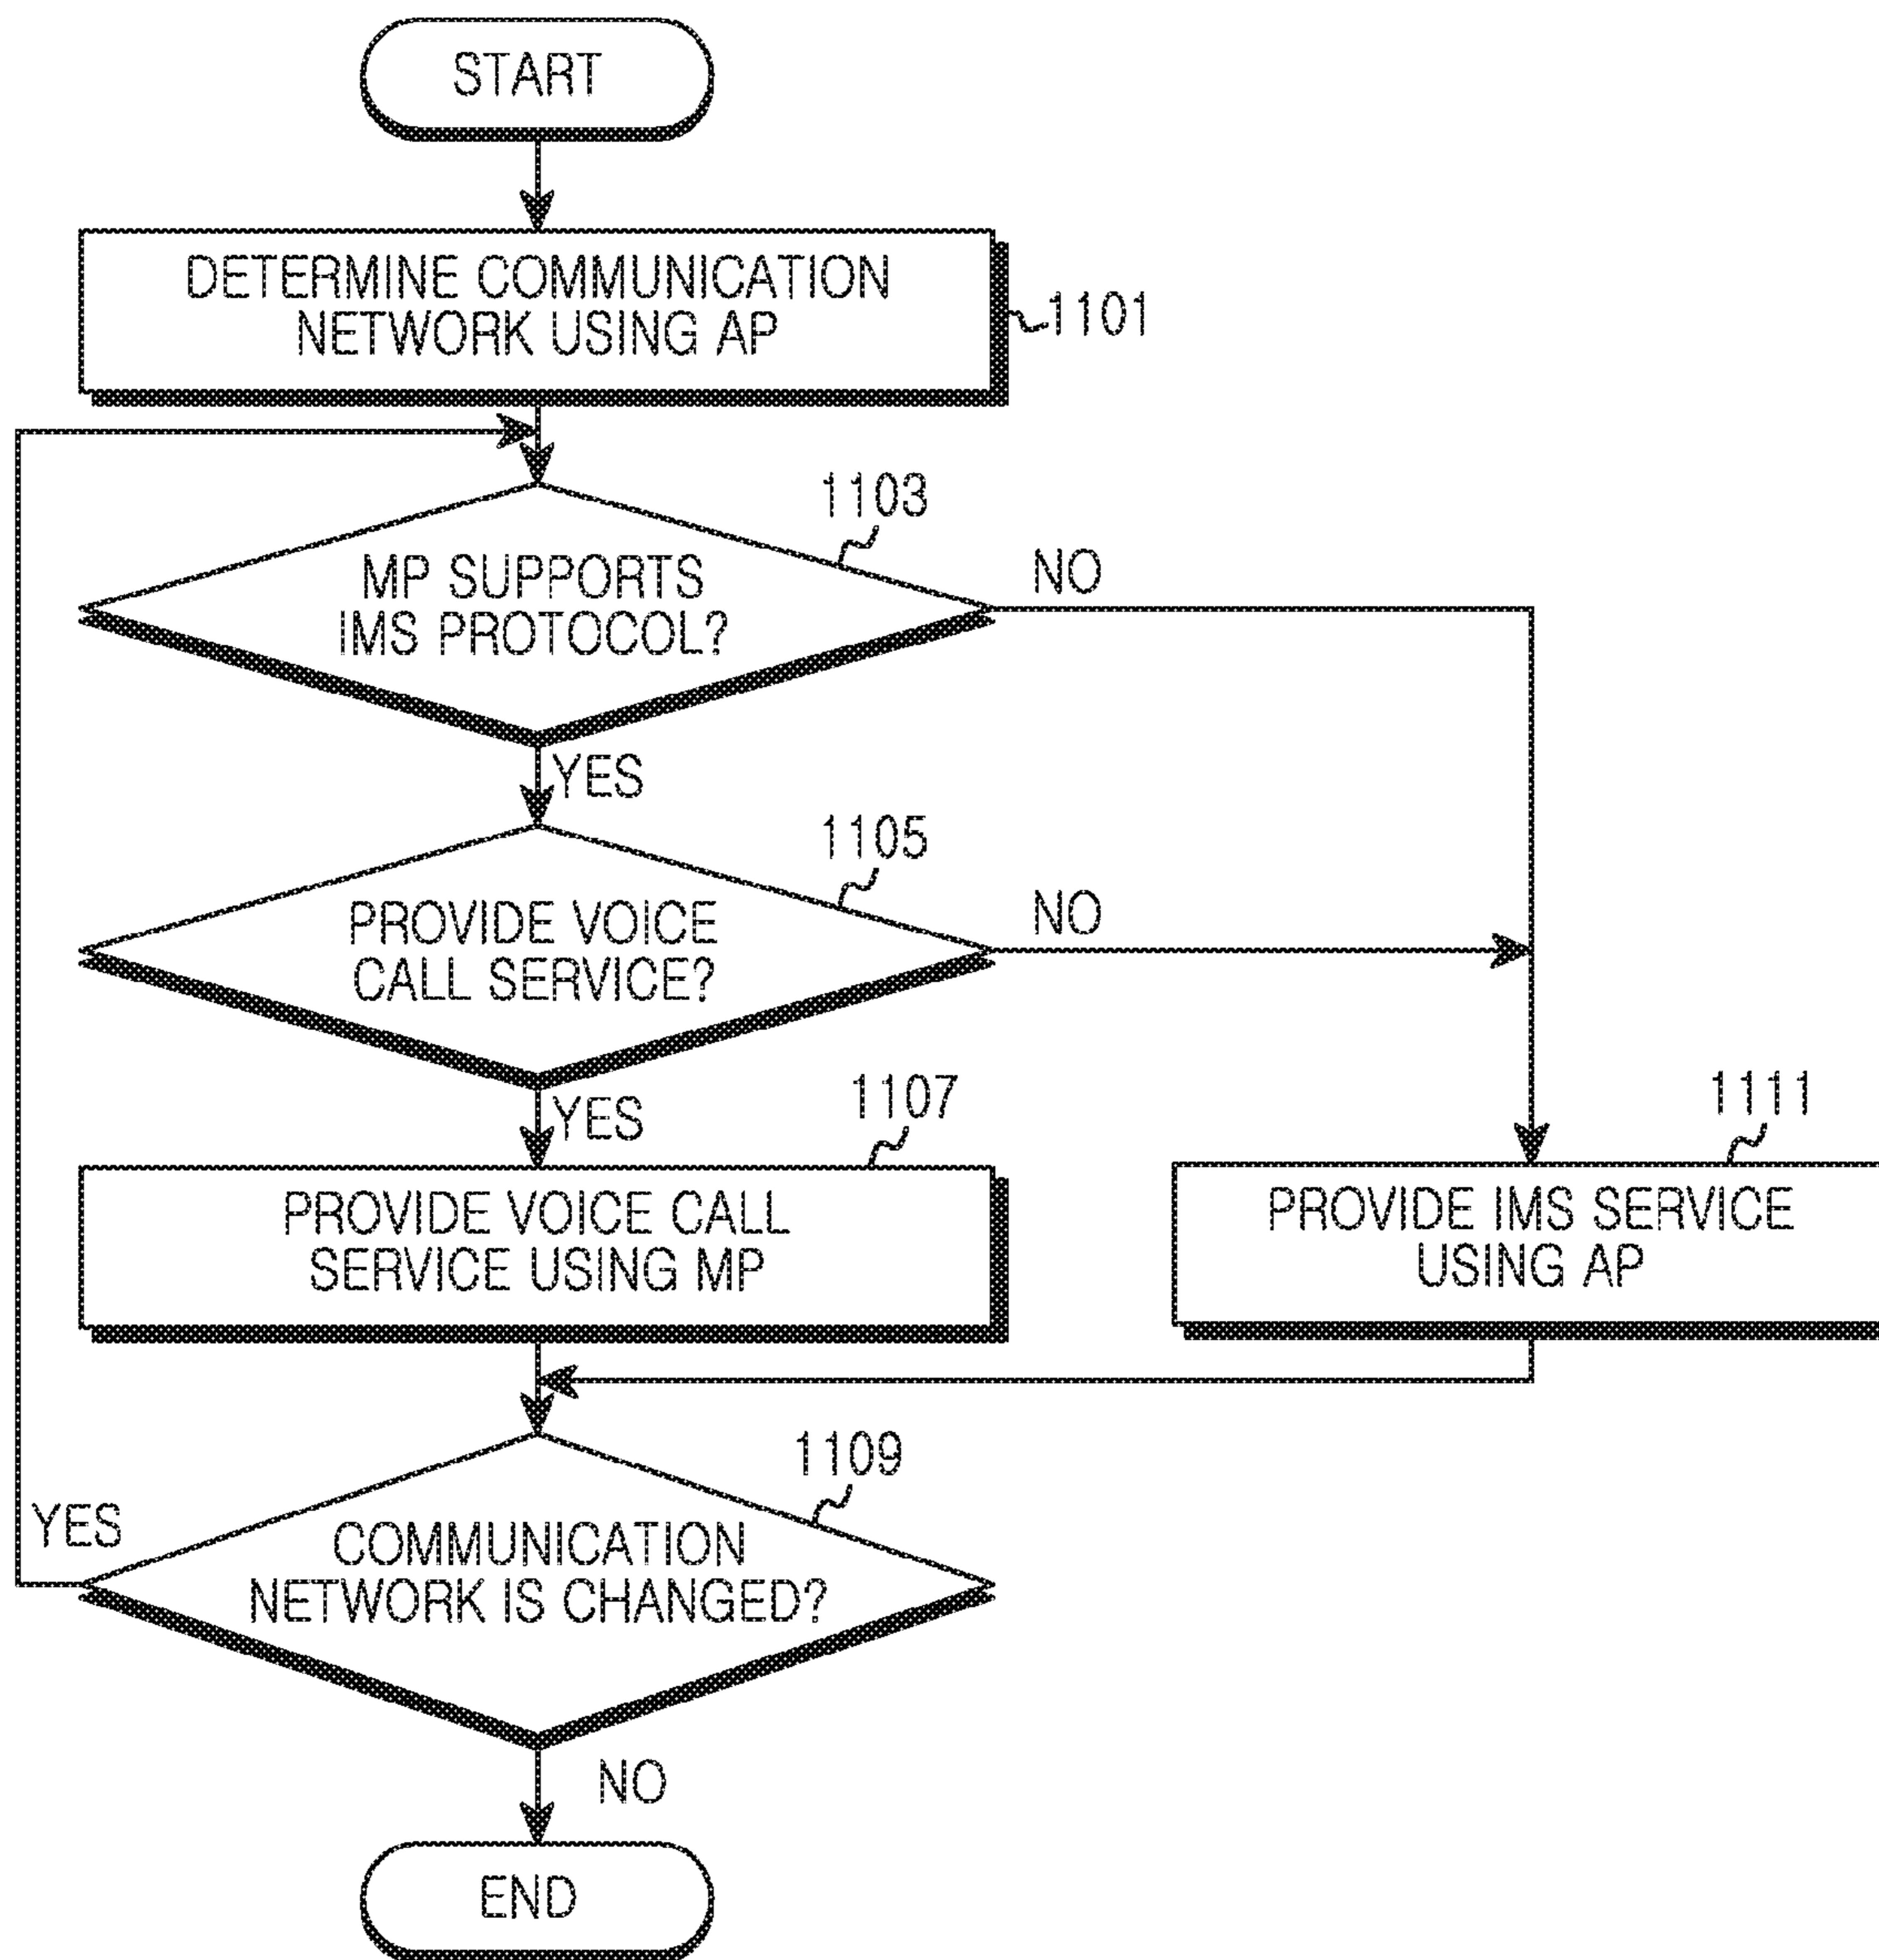 START
DETERMINE COMMUNICATION
NETWORK USING AP
1101
1103
MP SUPPORTS
IMS PROTOCOL?
NO
YES
1105
PROVIDE VOICE
CALL SERVICE?
NO
YES
1107
PROVIDE VOICE CALL
SERVICE USING MP
1111
PROVIDE IMS SERVICE
USING AP
1109
YES
COMMUNICATION
NETWORK IS CHANGED?
NO
END